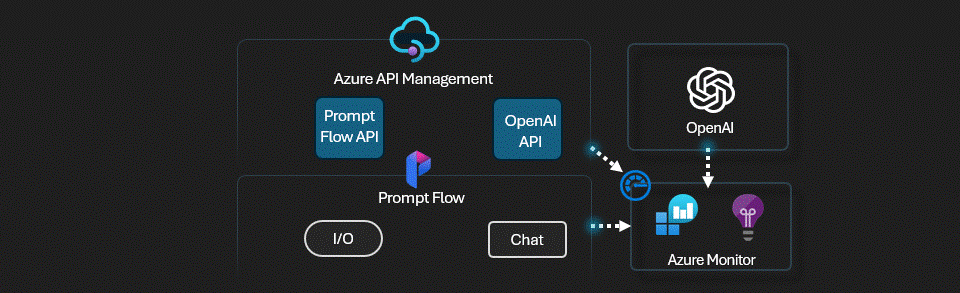 Azure API Management
Prompt
Flow API
OpenAI
API
OpenAI
Prompt Flow
I/O
Chat
Azure Monitor